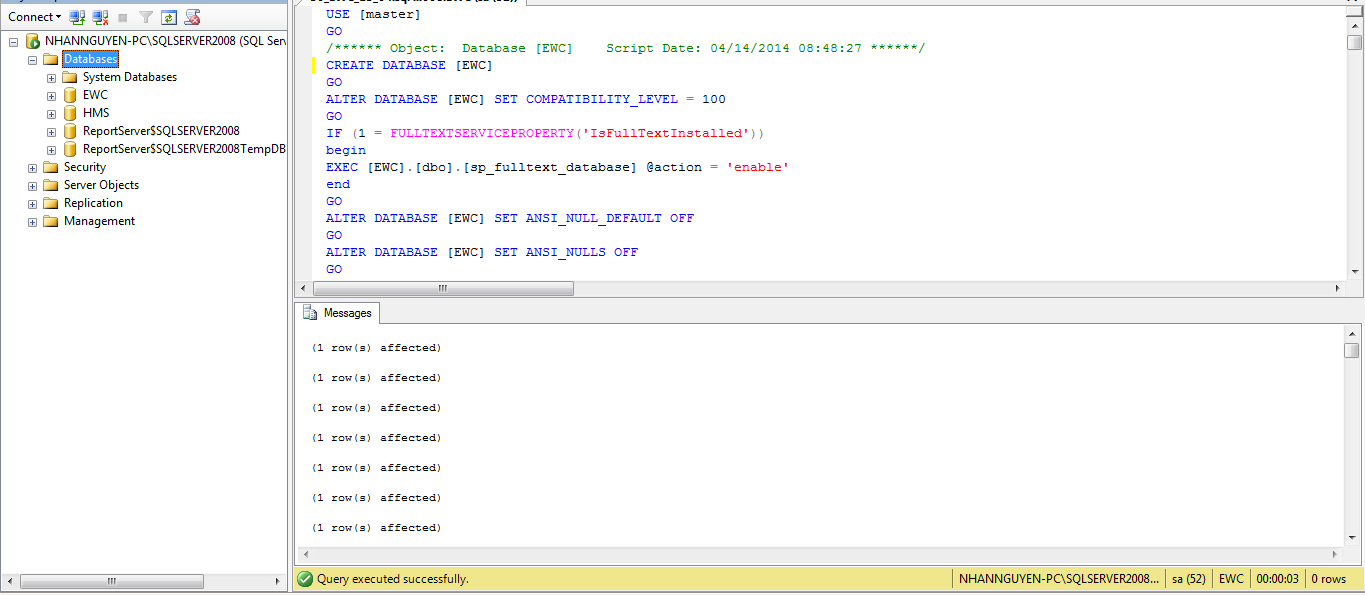 Connect
NHANNGUYEN-PC\SQLSERVER2008 (SQL Serv
Databases
System Databases
EWC
HMS
ReportServer$SQLSERVER2008
ReportServer$SQLSERVER2008TempDB
Security
Server Objects
Replication
Management
USE [master]
GO
/****** Object:  Database [EWC]    Script Date: 04/14/2014 08:48:27 ******/
CREATE DATABASE [EWC]
GO
ALTER DATABASE [EWC] SET COMPATIBILITY_LEVEL = 100
GO
IF (1 = FULLTEXTSERVICEPROPERTY('IsFullTextInstalled'))
begin
EXEC [EWC].[dbo].[sp_fulltext_database] @action = 'enable'
end
GO
ALTER DATABASE [EWC] SET ANSI_NULL_DEFAULT OFF
GO
ALTER DATABASE [EWC] SET ANSI_NULLS OFF
GO
Messages
(1 row(s) affected)
(1 row(s) affected)
(1 row(s) affected)
(1 row(s) affected)
(1 row(s) affected)
(1 row(s) affected)
(1 row(s) affected)
Query executed successfully.
NHANNGUYEN-PC\SQLSERVER2008... sa (52) EWC 00:00:03 0 rows